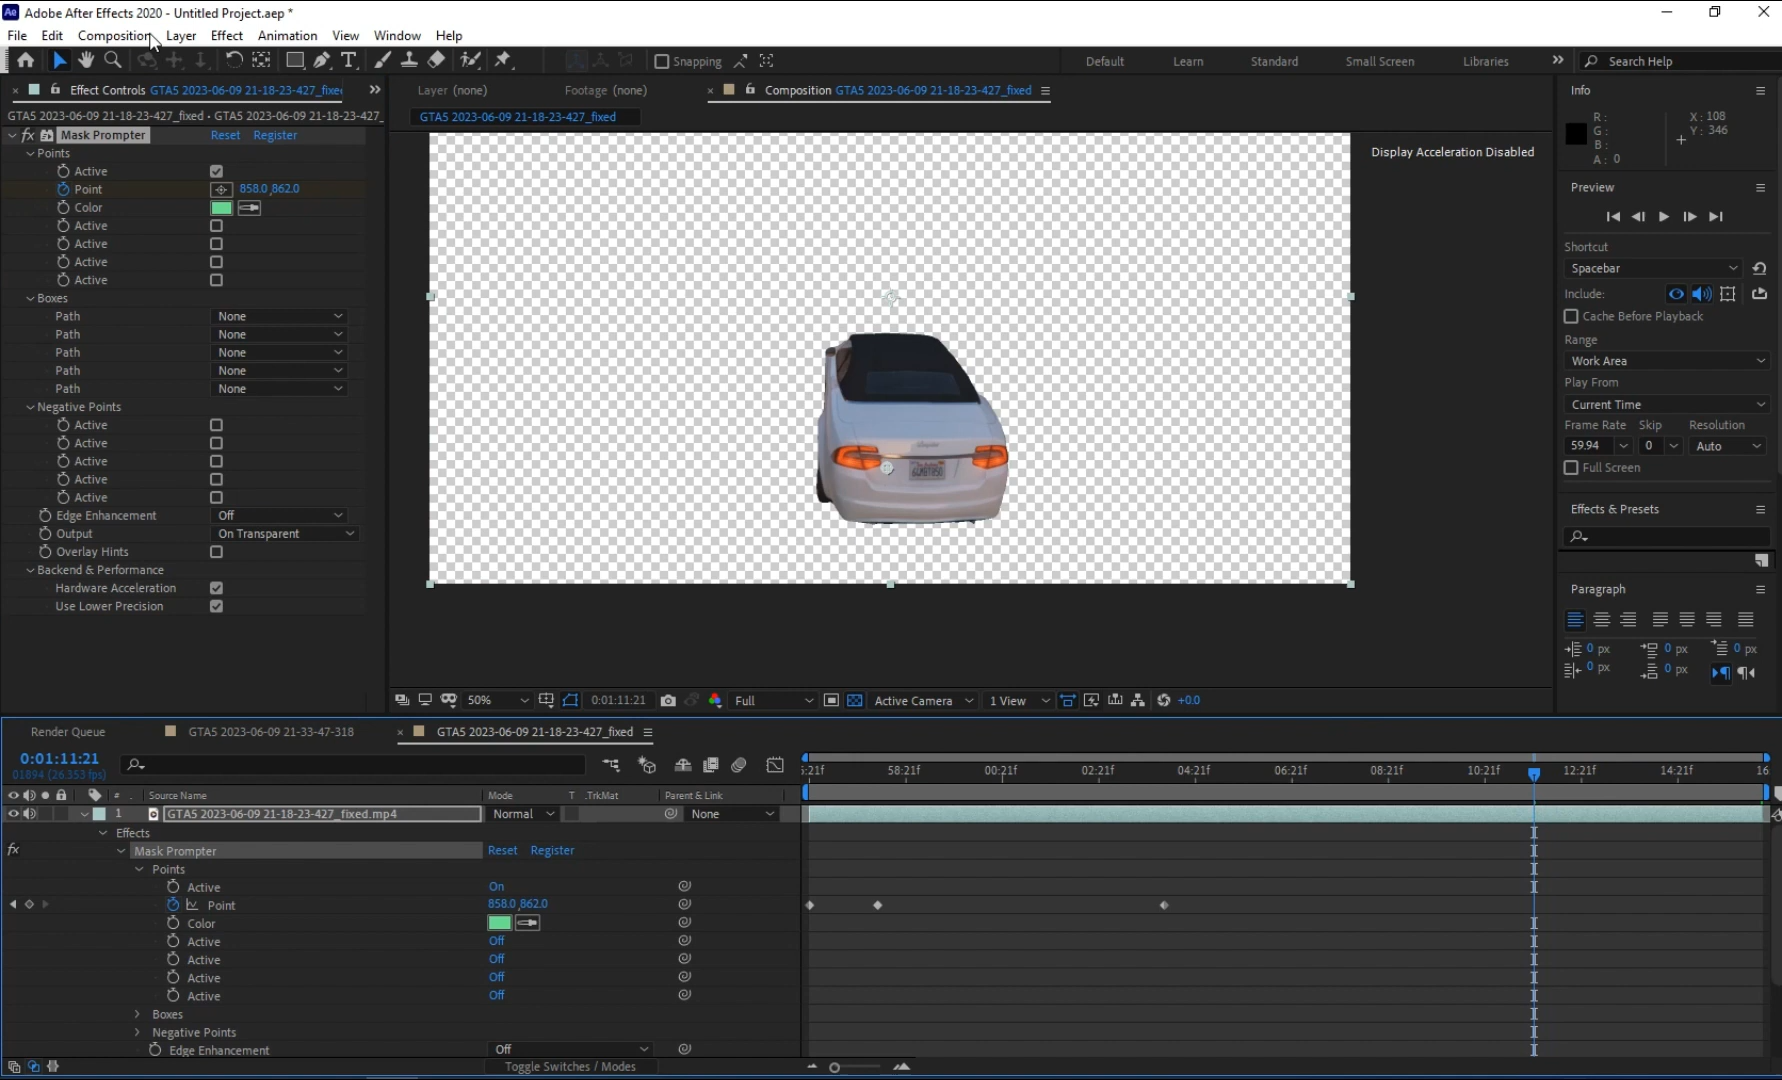 Ae Adobe After Effects 2020 - Untitled Project.aep *
File Edit Composition Layer Effect Animation View Window Help
Snapping Default Learn Standard Small Screen Libraries Search Help
Effect Controls GTA5 2023-06-09 21-18-23-427_fixed
GTA5 2023-06-09 21-18-23-427_fixed • GTA5 2023-06-09 21-18-23-427_
fx Mask Prompter Reset Register
Points
Active
Point 858.0,862.0
Color
Active
Active
Active
Active
Boxes
Path None
Path None
Path None
Path None
Path None
Negative Points
Active
Active
Active
Active
Active
Edge Enhancement Off
Output On Transparent
Overlay Hints
Backend & Performance
Hardware Acceleration
Use Lower Precision
Layer (none) Footage (none) Composition GTA5 2023-06-09 21-18-23-427_fixed
GTA5 2023-06-09 21-18-23-427_fixed
Display Acceleration Disabled
50% 0:01:11:21 Full Active Camera 1 View +0.0
Info
R: X: 108
G: Y: 346
B:
A: 0
Preview
Shortcut
Spacebar
Include:
Cache Before Playback
Range
Work Area
Play From
Current Time
Frame Rate Skip Resolution
59.94 0 Auto
Full Screen
Effects & Presets
Paragraph
0 px 0 px 0 px
0 px 0 px
Render Queue GTA5 2023-06-09 21-33-47-318 GTA5 2023-06-09 21-18-23-427_fixed
0:01:11:21
01894 (26.353 fps)
:21f 58:21f 00:21f 02:21f 04:21f 06:21f 08:21f 10:21f 12:21f 14:21f 16
# Source Name Mode T .TrkMat Parent & Link
1 GTA5 2023-06-09 21-18-23-427_fixed.mp4 Normal None
Effects
fx Mask Prompter Reset Register
Points
Active On
Point 858.0,862.0
Color
Active Off
Active Off
Active Off
Active Off
Boxes
Negative Points
Edge Enhancement Off
Toggle Switches / Modes